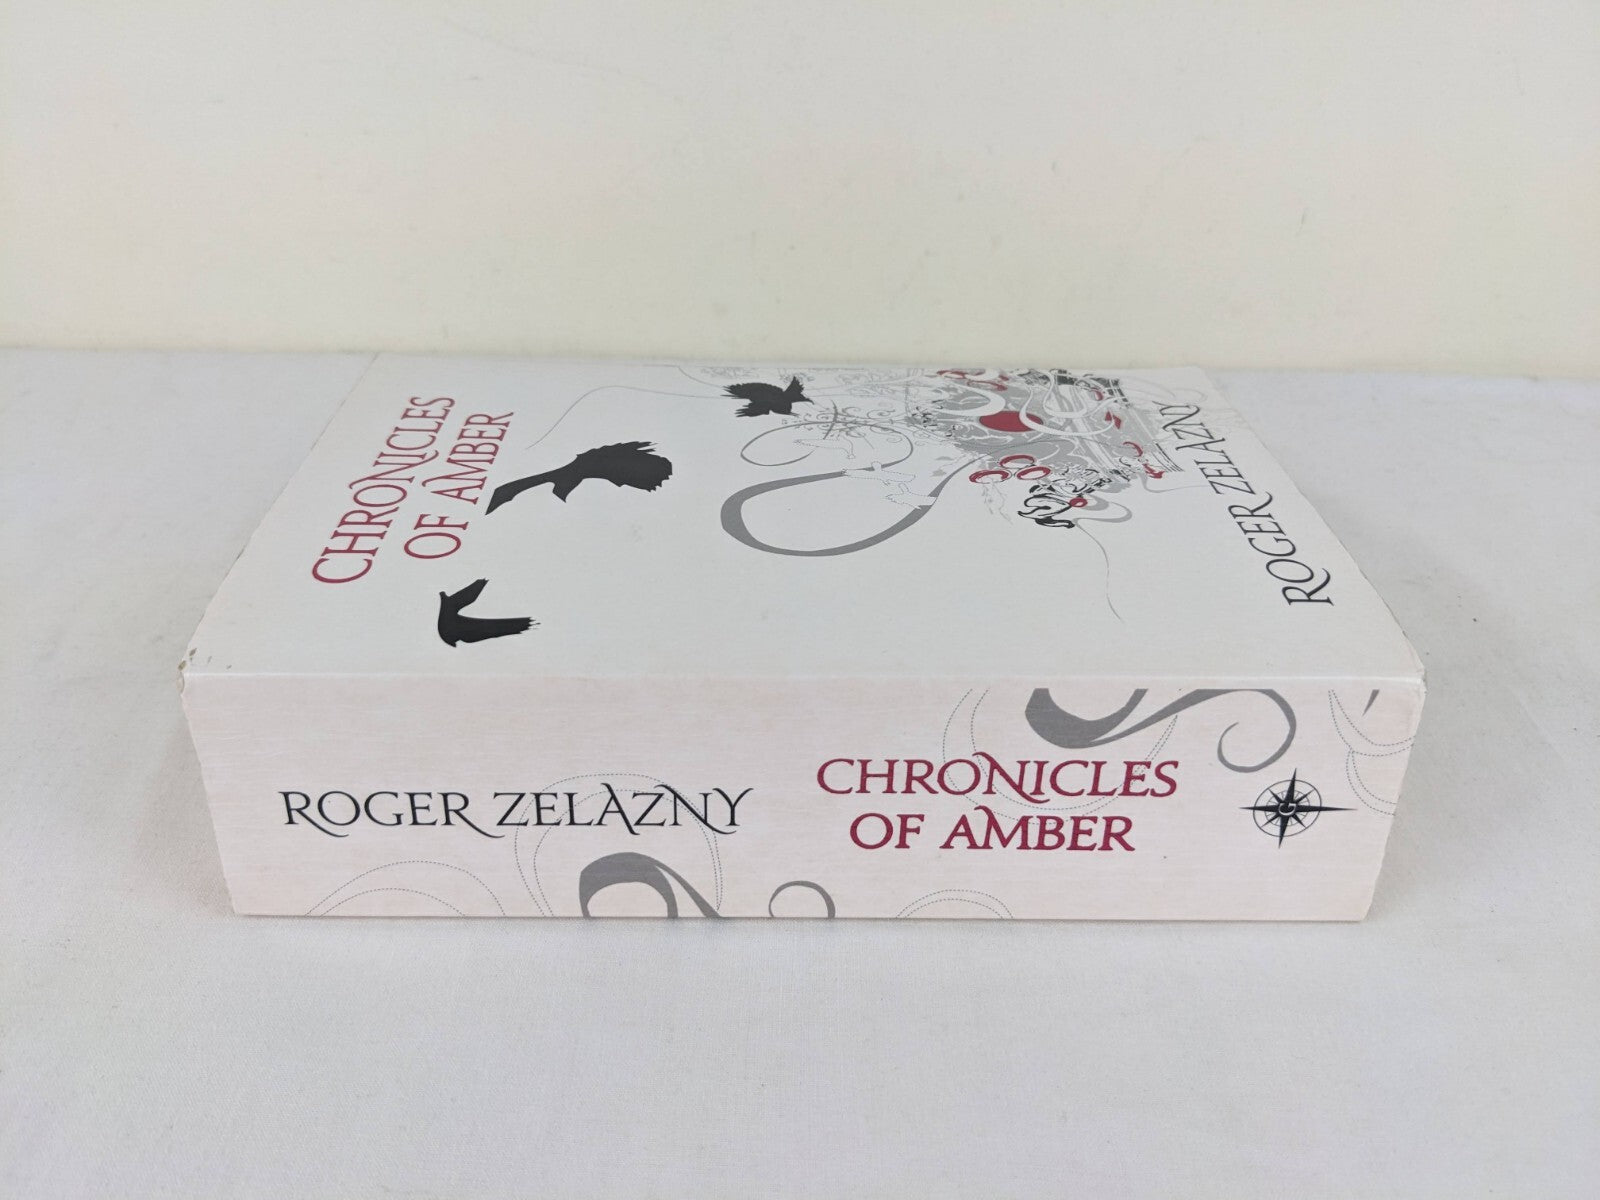 CHRONICLES
OF AMBER
ROGER ZELAZNY
ROGER ZELAZNY
CHRONICLES
OF AMBER
G